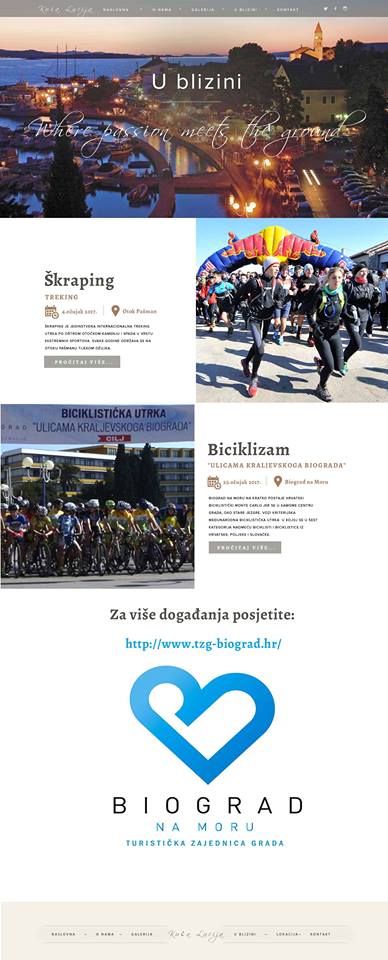 Kuća Lucija NASLOVNA O NAMA GALERIJA U BLIZINI KONTAKT
U blizini
Where passion meets the ground
Škraping
TREKING
4.ožujak 2017. Otok Pašman
ŠKRAPING JE JEDINSTVENA INTERNACIONALNA TREKING
UTRKA PO OŠTROM OTOČKOM KAMENJU I SPADA U VRSTU
EKSTREMNIH SPORTOVA. SVAKE GODINE ODRŽAVA SE NA
OTOKU PAŠMANU TIJEKOM OŽUJKA.
PROČITAJ VIŠE...
BICIKLISTIČKA UTRKA
GRAD "ULICAMA KRALJEVSKOGA BIOGRADA"
CILJ
Biciklizam
"ULICAMA KRALJEVSKOGA BIOGRADA"
Biograd na Moru
BIOGRAD NA MORU NA KRATKO POSTAJE HRVATSKI
BICIKLISTIČKI MONTE CARLO JER SE U SAMOME CENTRU
GRADA, OKO STARE JEZGRE, VOZI KRITERIJSKA
MEĐUNARODNA BICIKLISTIČKA UTRKA U KOJOJ SE U ŠEST
KATEGORIJA NADMEĆU BICIKLISTI I BICIKLISTICE IZ
HRVATSKE, POLJSKE I SLOVAČKE.
PROČITAJ VIŠE...
Za više događanja posjetite:
http://www.tzg-biograd.hr/
BIOGRAD
NA MORU
TURISTIČKA ZAJEDNICA GRADA
NASLOVNA – O NAMA – GALERIJA Kuća Lucija U BLIZINI – LOKACIJA– KONTAKT